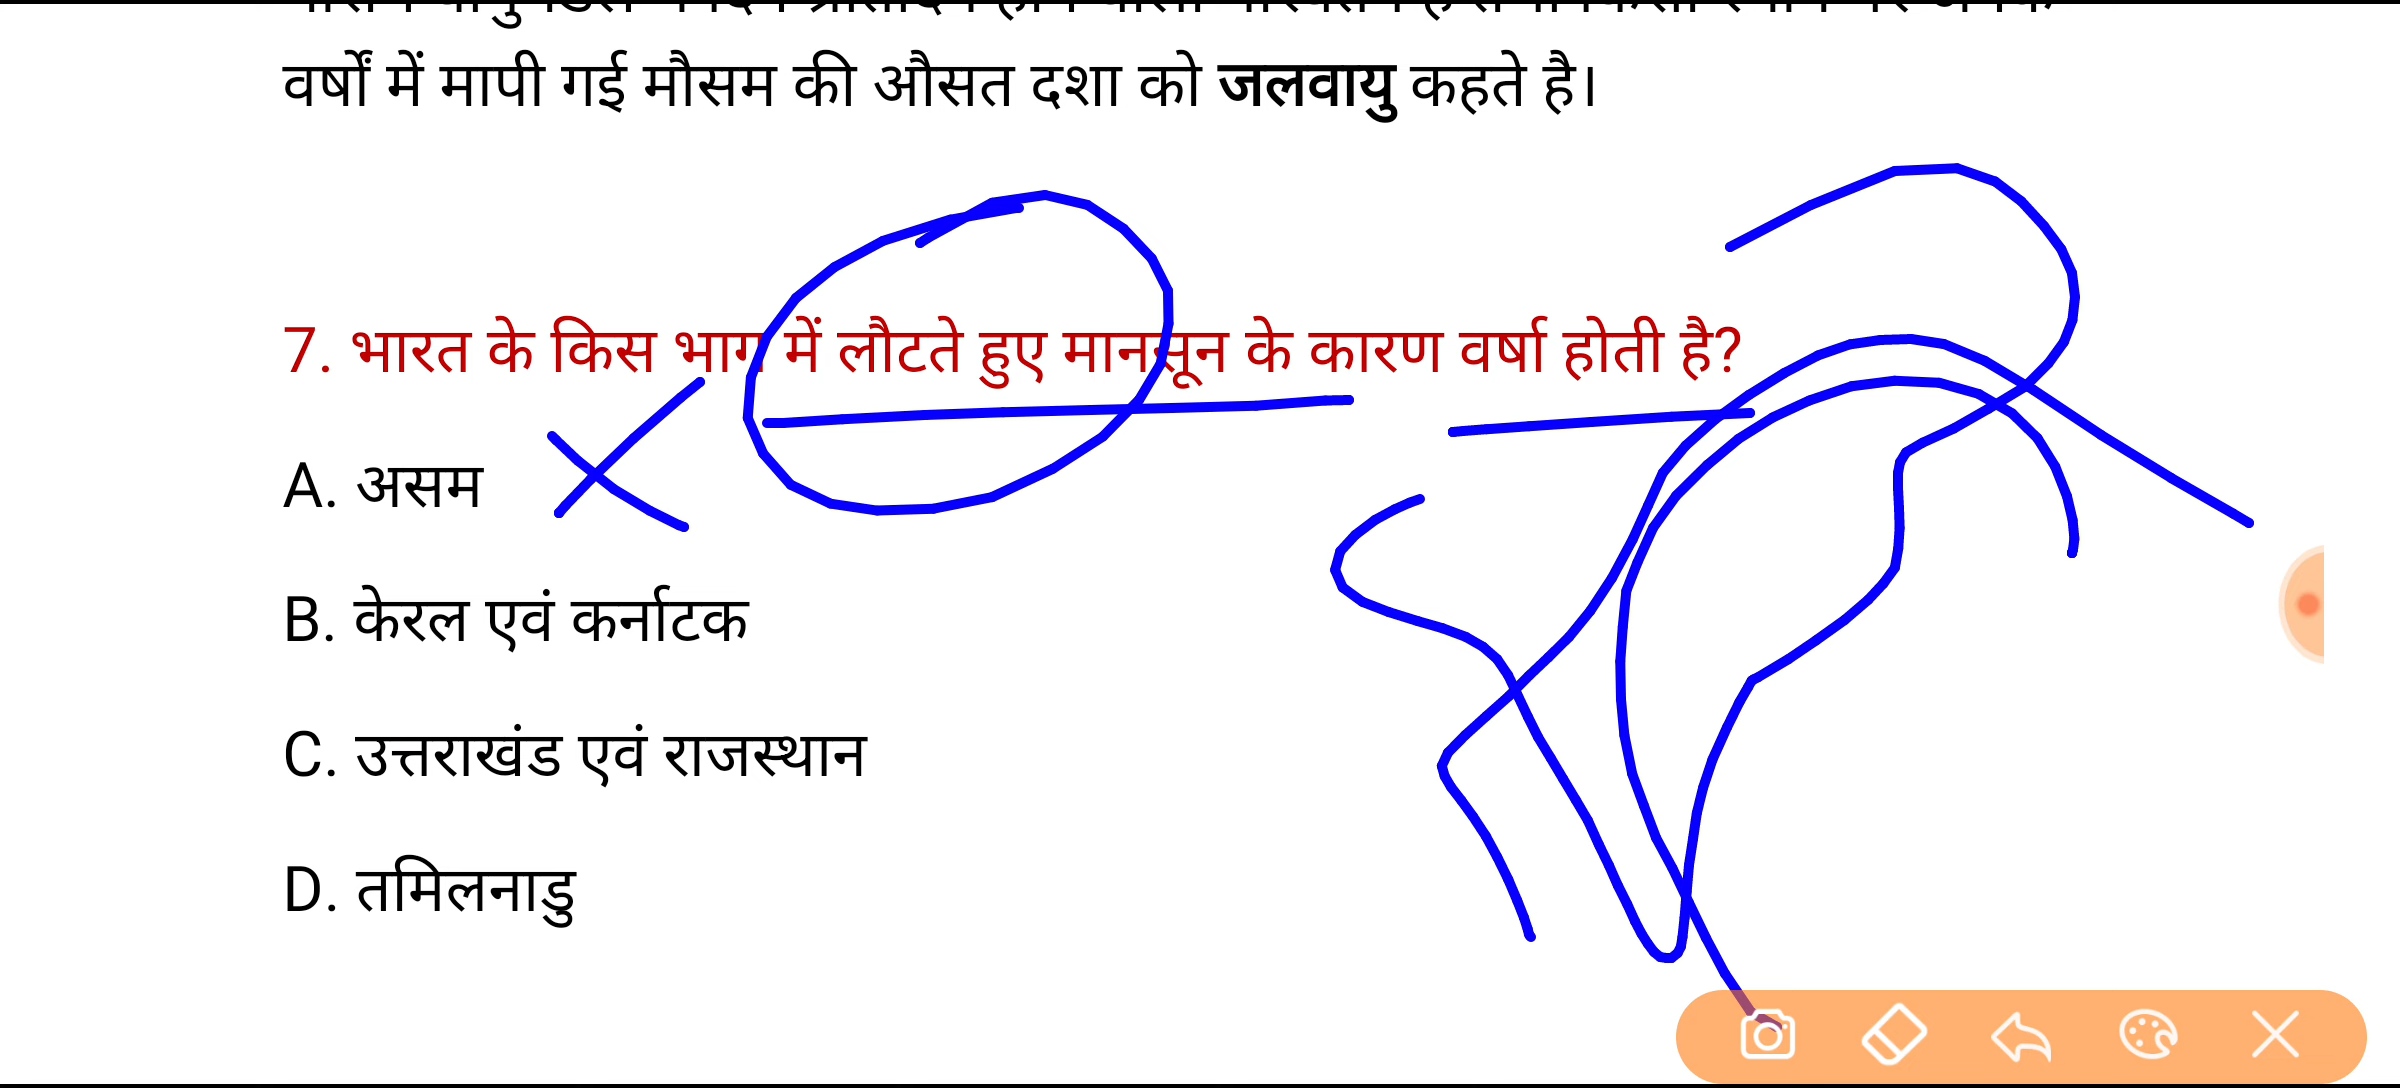 वर्षों में मापी गई मौसम की औसत दशा को जलवायु कहते है।
7. भारत के किस भाग में लौटते हुए मानसून के कारण वर्षा होती है?
A. असम
B. केरल एवं कर्नाटक
C. उत्तराखंड एवं राजस्थान
D. तमिलनाडु